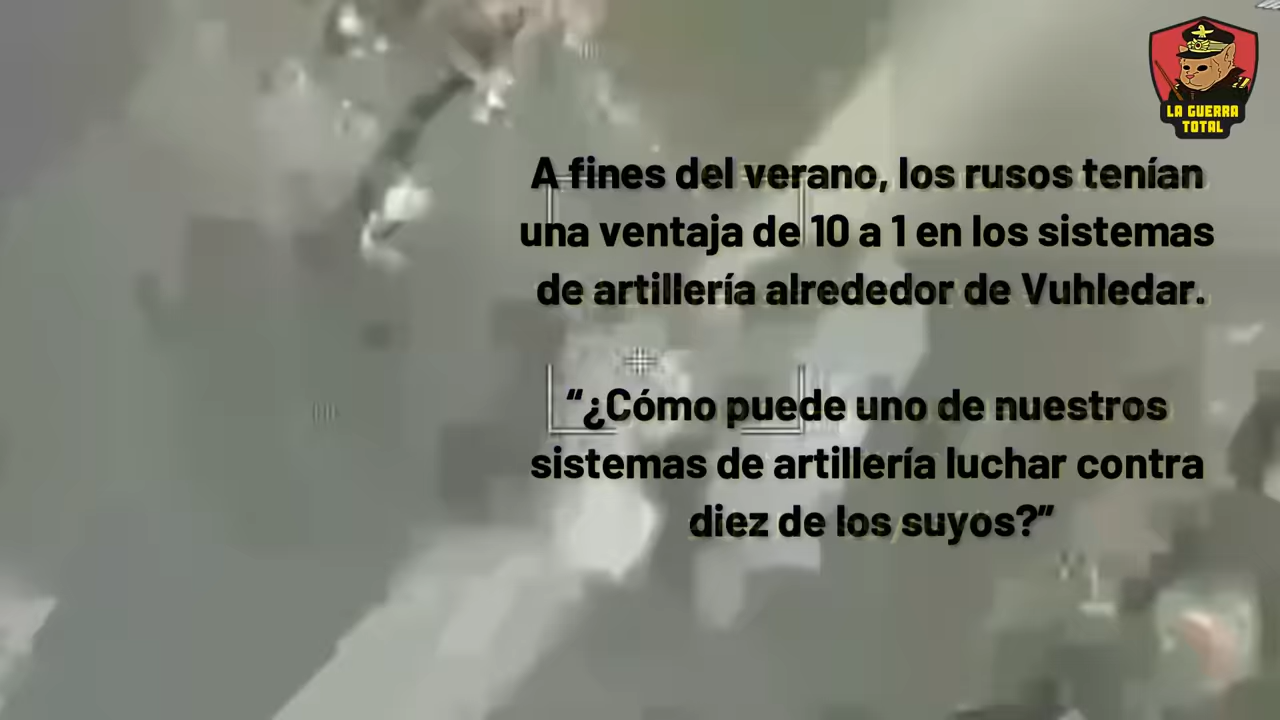 LA GUERRA
TOTAL
A fines del verano, los rusos tenían
una ventaja de 10 a 1 en los sistemas
de artillería alrededor de Vuhledar.
“¿Cómo puede uno de nuestros
sistemas de artillería luchar contra
diez de los suyos?”